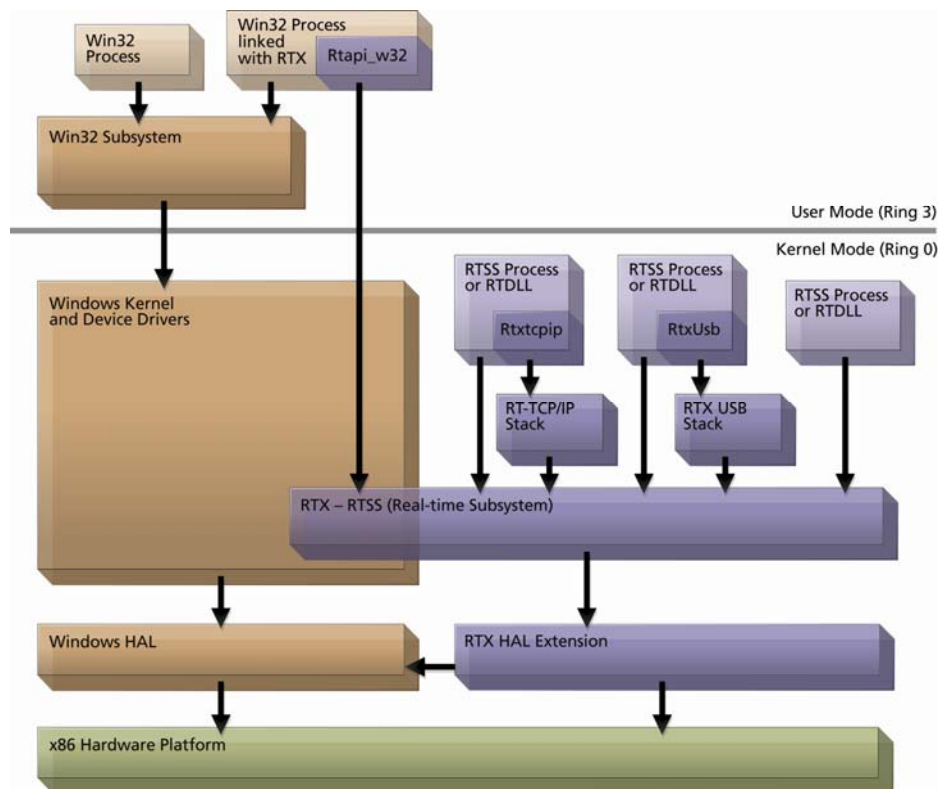 Win32
Process
Win32 Process
linked
with RTX
Rtapi_w32
Win32 Subsystem
User Mode (Ring 3)
Kernel Mode (Ring 0)
Windows Kernel
and Device Drivers
RTSS Process
or RTDLL
Rtxtcpip
RTSS Process
or RTDLL
RtxUsb
RTSS Process
or RTDLL
RT-TCP/IP
Stack
RTX USB
Stack
RTX – RTSS (Real-time Subsystem)
Windows HAL
RTX HAL Extension
x86 Hardware Platform